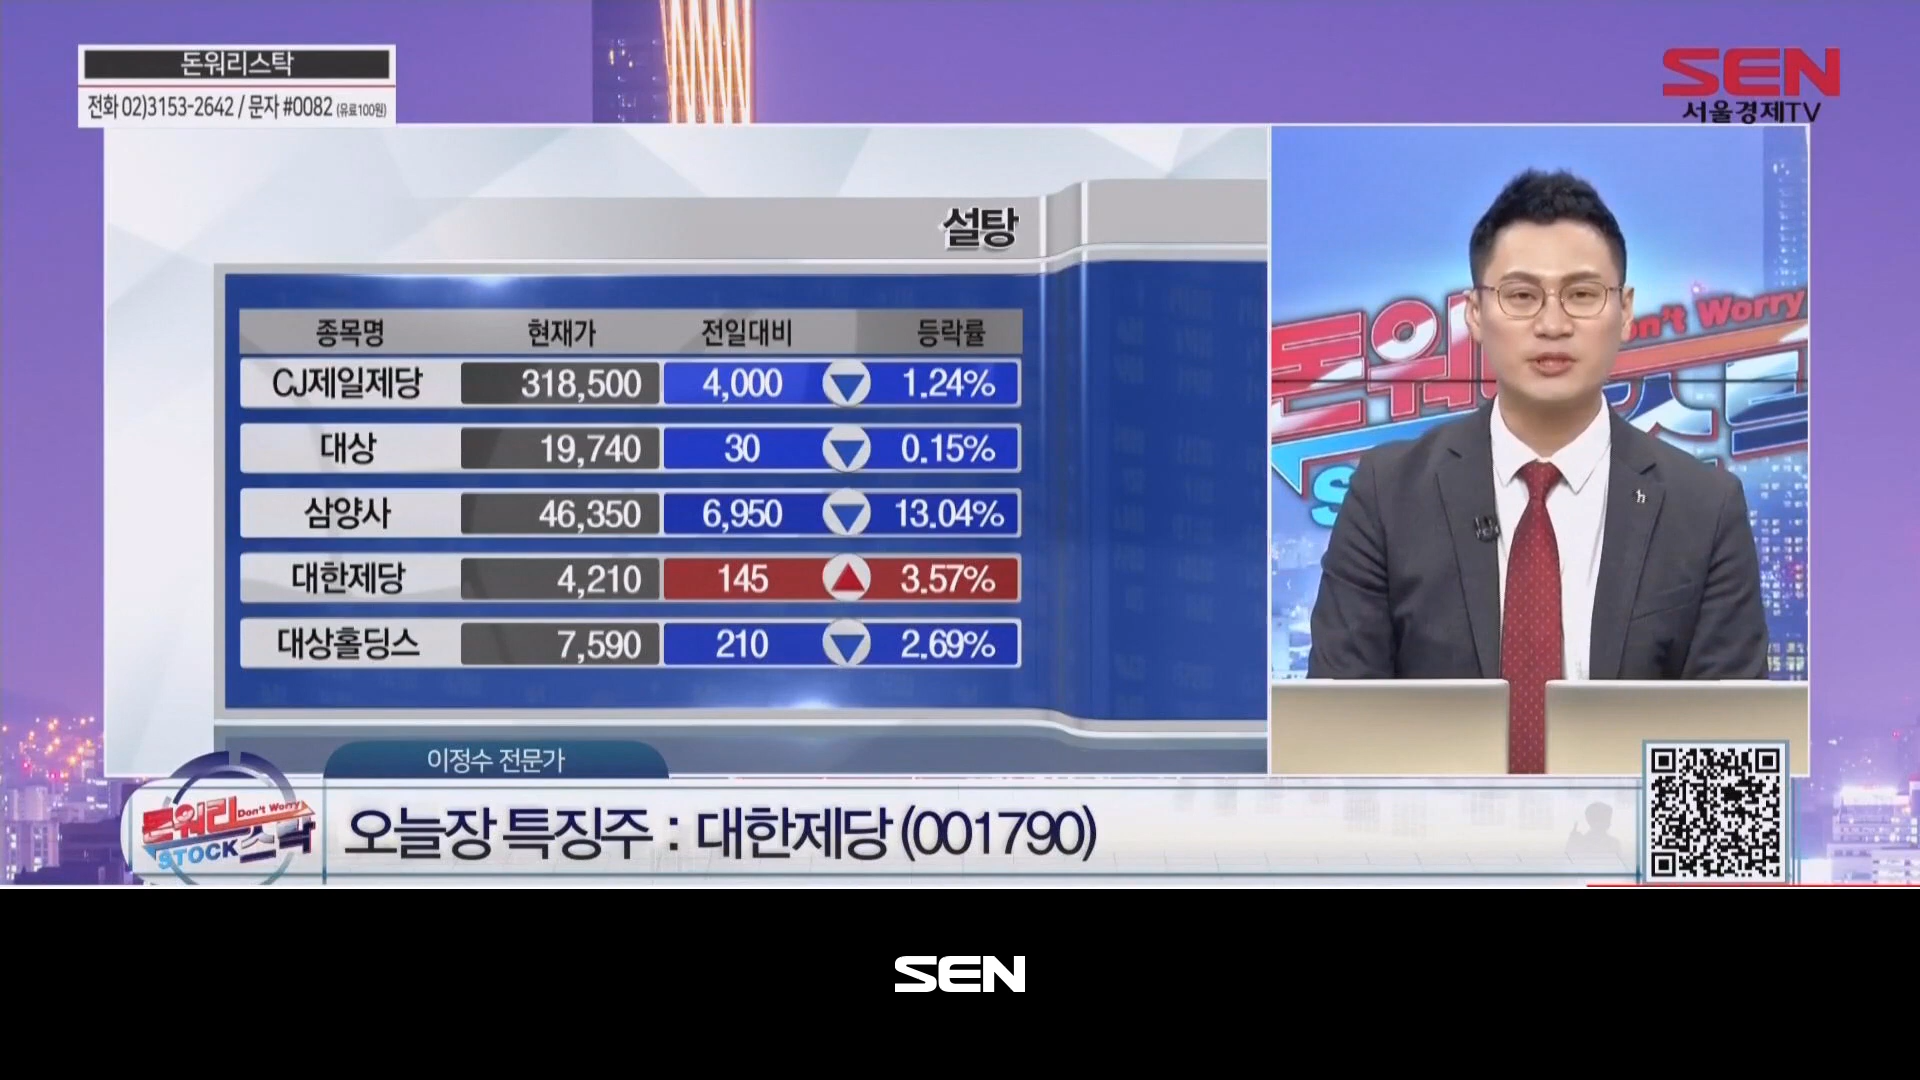 돈워리스탁
전화 02)3153-2642 / 문자 #0082 (유료100원)
SEN
서울경제TV
설탕
종목명 현재가 전일대비 등락률
CJ제일제당 318,500 4,000 ▼ 1.24%
대상 19,740 30 ▼ 0.15%
삼양사 46,350 6,950 ▼ 13.04%
대한제당 4,210 145 ▲ 3.57%
대상홀딩스 7,590 210 ▼ 2.69%
돈워 Don't Worry
이정수 전문가
돈워리 Don't Worry
STOCK 스탁
오늘장 특징주 : 대한제당 (001790)
SEN